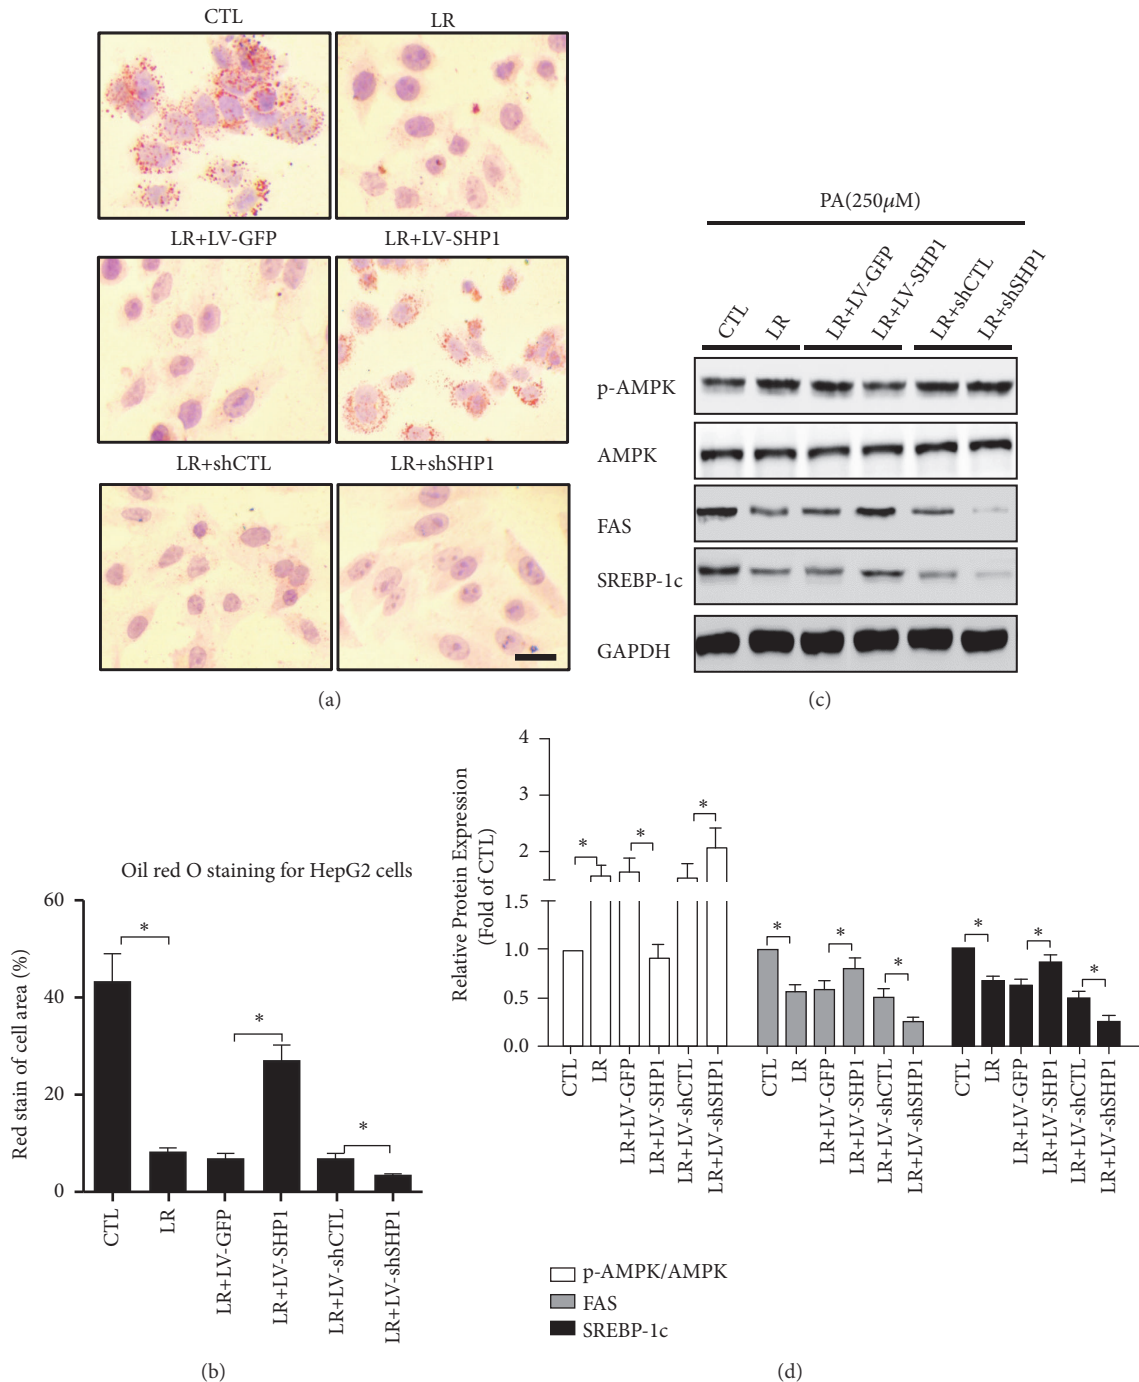 CTL
LR
LR+LV-GFP
LR+LV-SHP1
LR+shCTL
LR+shSHP1
(a)
PA(250μM)
CTL
LR
LR+LV-GFP
LR+LV-SHP1
LR+shCTL
LR+shSHP1
p-AMPK
AMPK
FAS
SREBP-1c
GAPDH
(c)
Oil red O staining for HepG2 cells
Red stain of cell area (%)
60
40
20
0
*
*
*
CTL
LR
LR+LV-GFP
LR+LV-SHP1
LR+LV-shCTL
LR+LV-shSHP1
(b)
Relative Protein Expression
(Fold of CTL)
4
3
2
1.5
1.0
0.5
0.0
*
*
*
*
*
*
*
*
*
CTL
LR
LR+LV-GFP
LR+LV-SHP1
LR+LV-shCTL
LR+LV-shSHP1
CTL
LR
LR+LV-GFP
LR+LV-SHP1
LR+LV-shCTL
LR+LV-shSHP1
CTL
LR
LR+LV-GFP
LR+LV-SHP1
LR+LV-shCTL
LR+LV-shSHP1
p-AMPK/AMPK
FAS
SREBP-1c
(d)